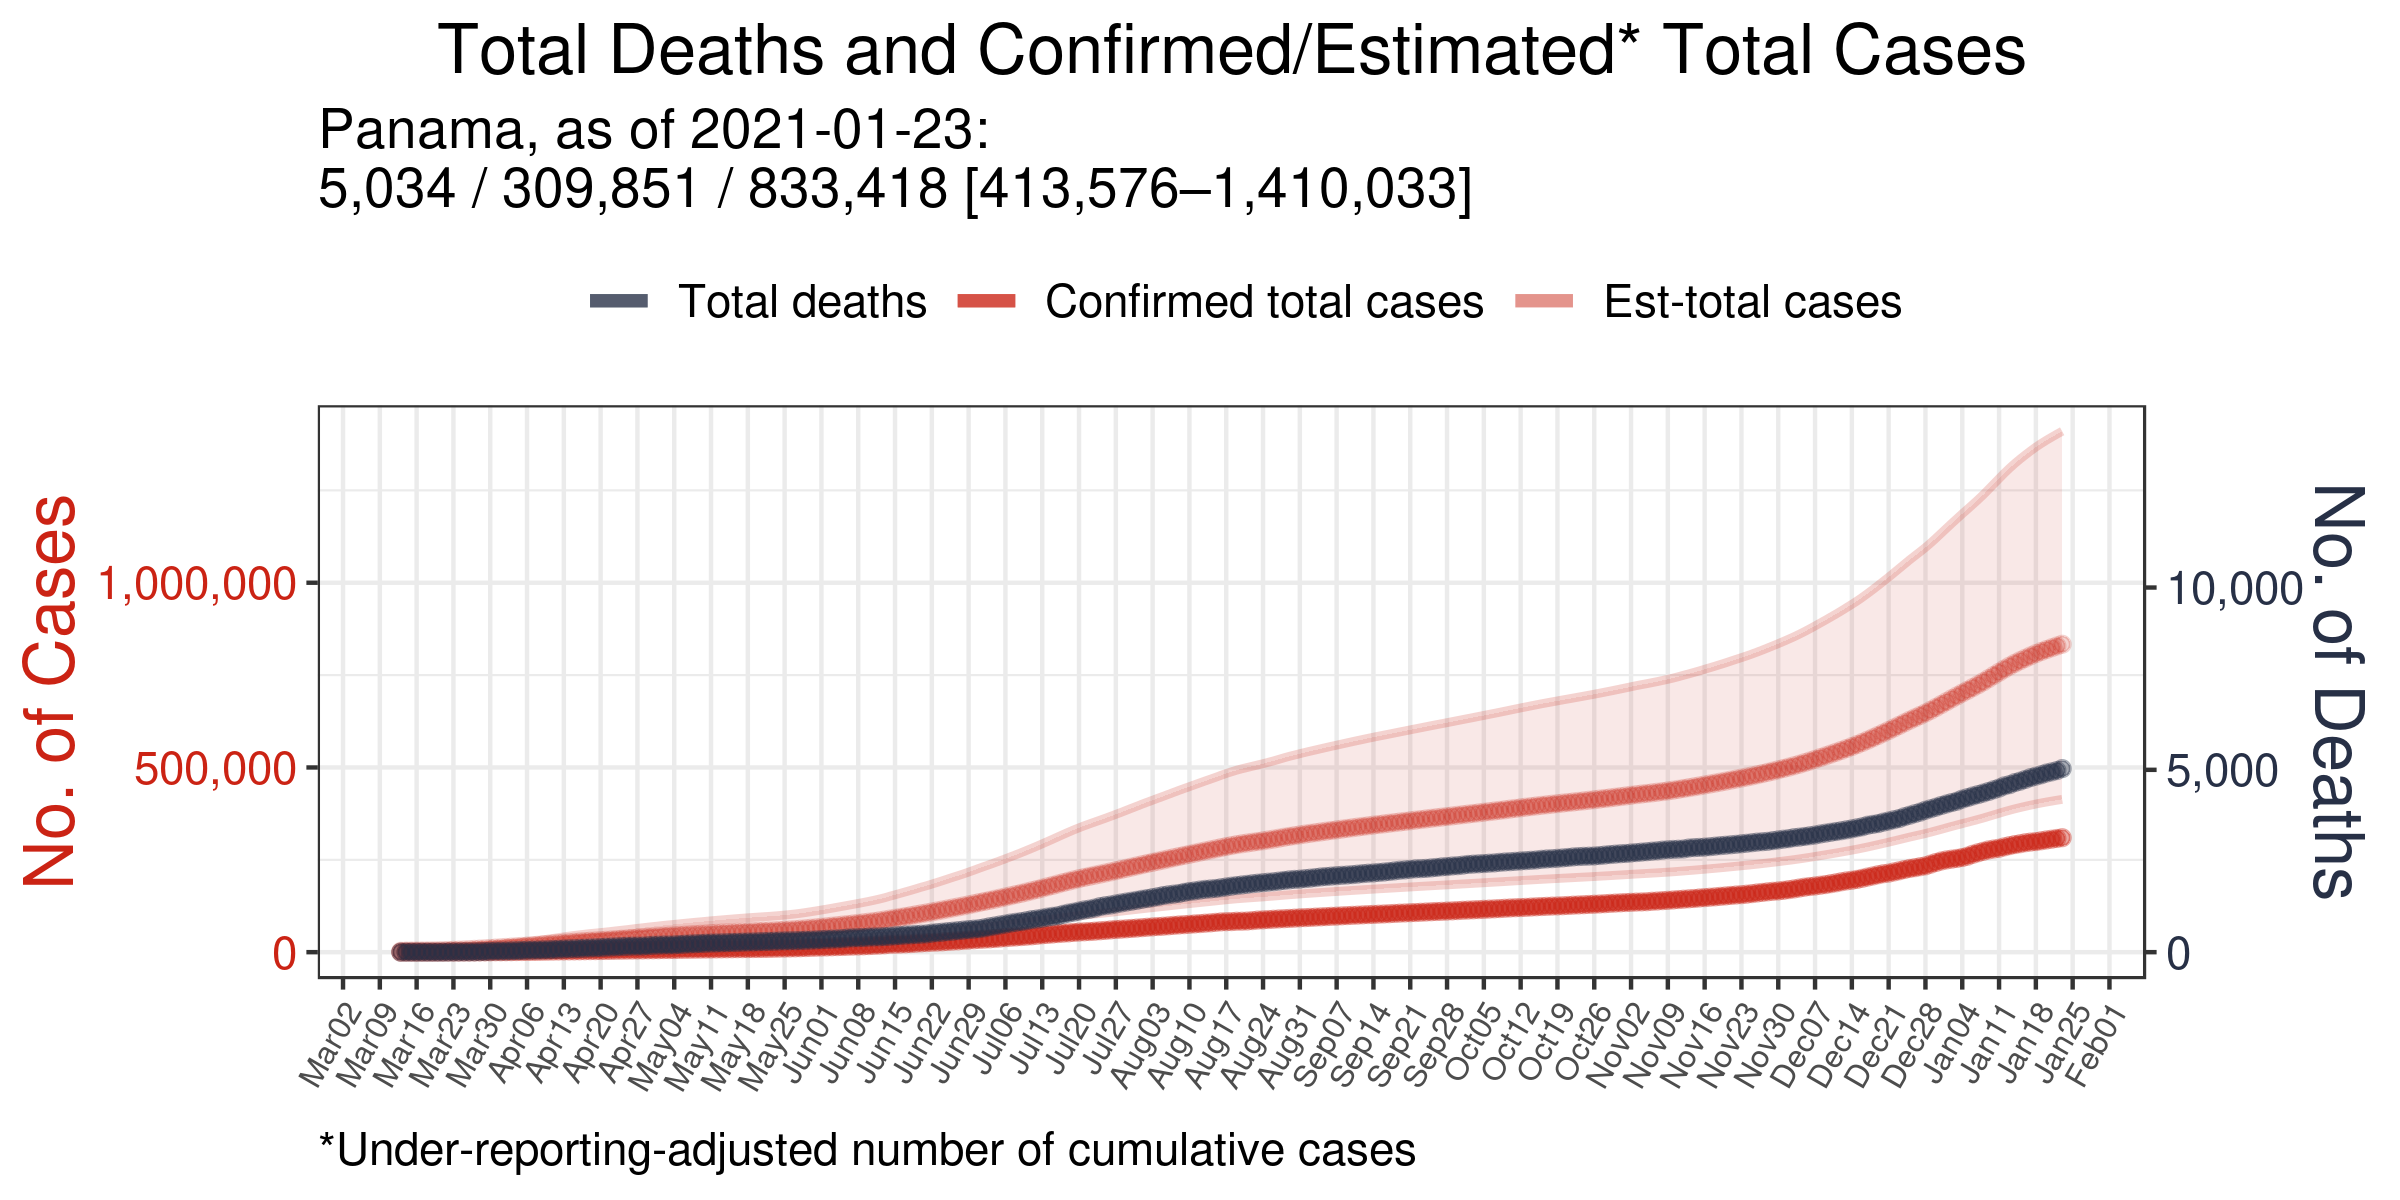 Total Deaths and Confirmed/Estimated* Total Cases
Panama, as of 2021-01-23:
5,034 / 309,851 / 833,418 [413,576–1,410,033]
Total deaths Confirmed total cases Est-total cases
No. of Cases
1,000,000
500,000
0
10,000
5,000
0
No. of Deaths
Mar02 Mar09 Mar16 Mar23 Mar30 Apr06 Apr13 Apr20 Apr27 May04 May11 May18 May25 Jun01 Jun08 Jun15 Jun22 Jun29 Jul06 Jul13 Jul20 Jul27 Aug03 Aug10 Aug17 Aug24 Aug31 Sep07 Sep14 Sep21 Sep28 Oct05 Oct12 Oct19 Oct26 Nov02 Nov09 Nov16 Nov23 Nov30 Dec07 Dec14 Dec21 Dec28 Jan04 Jan11 Jan18 Jan25 Feb01
*Under-reporting-adjusted number of cumulative cases